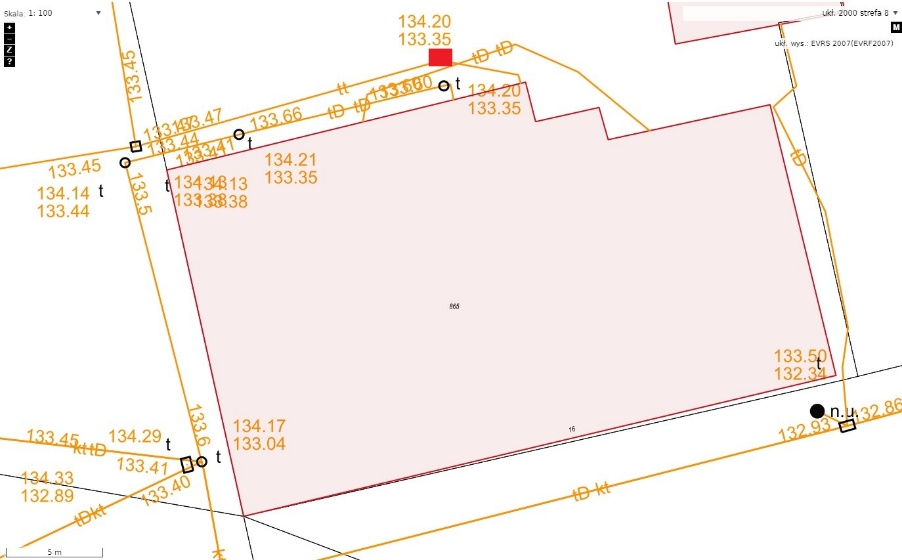 Skala: 1: 100
ukł. 2000 strefa 8
+
−
Z
?
M
ukł. wys.: EVRS 2007(EVRF2007)
134.20
133.35
133.45
tt
tD
tD
t
134.20
133.35
133.47
133.66
tD
tD
133.44
t
133.45
134.21
133.35
134.14
133.44
t
t
133.5
134.13
133.38
tD
865
133.50
132.34
t
n.u.
132.86
132.93
16
133.6
134.17
133.04
134.29
t
133.45
kttD
133.41
t
134.33
132.89
133.40
tDkt
tD kt
k
5 m